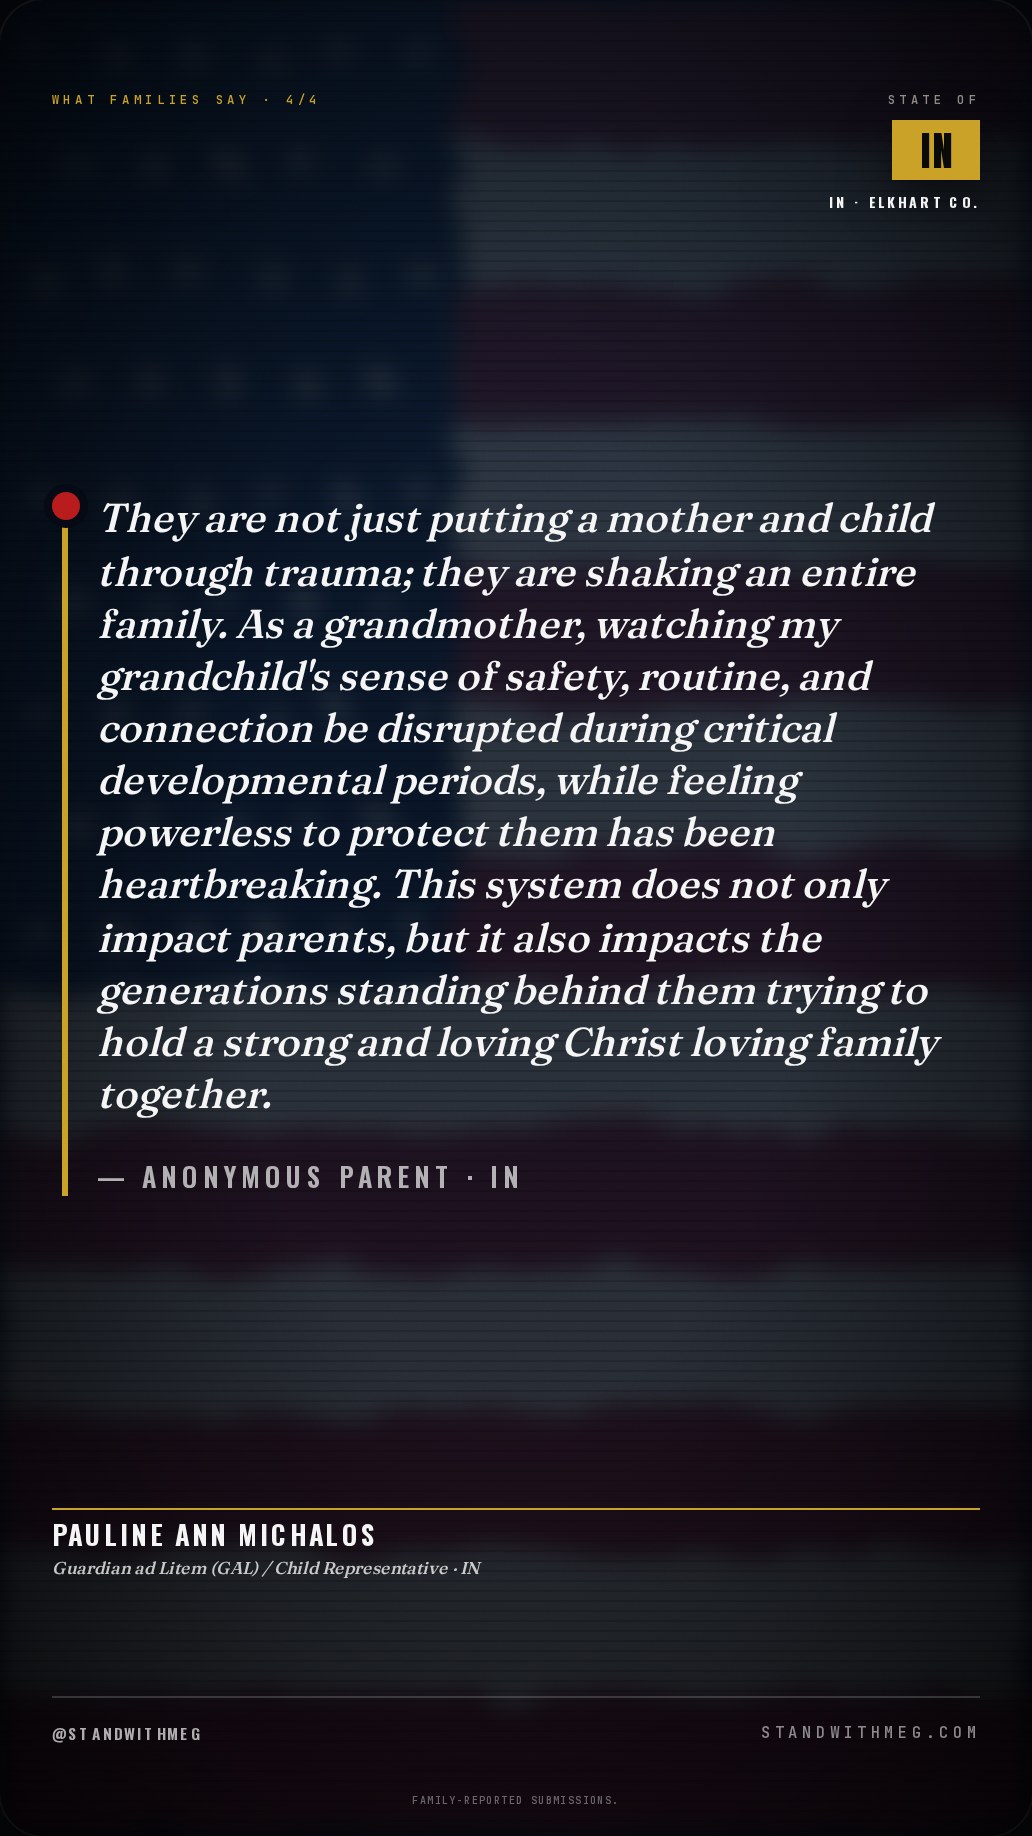 WHAT FAMILIES SAY · 4/4
STATE OF
IN
IN · ELKHART CO.
They are not just putting a mother and child
through trauma; they are shaking an entire
family. As a grandmother, watching my
grandchild's sense of safety, routine, and
connection be disrupted during critical
developmental periods, while feeling
powerless to protect them has been
heartbreaking. This system does not only
impact parents, but it also impacts the
generations standing behind them trying to
hold a strong and loving Christ loving family
together.
— ANONYMOUS PARENT · IN
PAULINE ANN MICHALOS
Guardian ad Litem (GAL) / Child Representative · IN
@STANDWITHMEG
STANDWITHMEG.COM
FAMILY-REPORTED SUBMISSIONS.